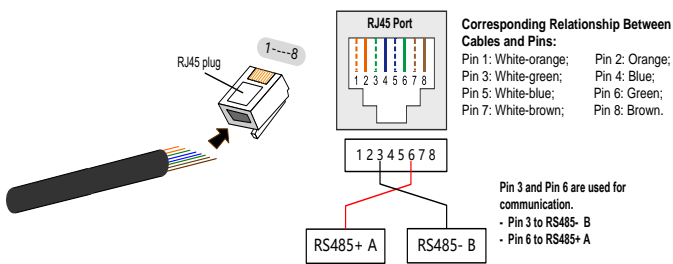 RJ45 plug
1----8
RJ45 Port
1 2 3 4 5 6 7 8
1 2 3 4 5 6 7 8
RS485+ A
RS485- B
Corresponding Relationship Between
Cables and Pins:
Pin 1: White-orange; Pin 2: Orange;
Pin 3: White-green; Pin 4: Blue;
Pin 5: White-blue; Pin 6: Green;
Pin 7: White-brown; Pin 8: Brown.
Pin 3 and Pin 6 are used for
communication.
- Pin 3 to RS485- B
- Pin 6 to RS485+ A